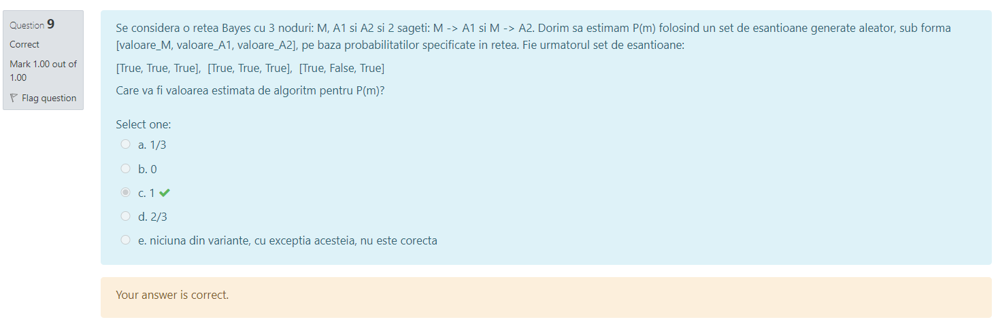 Question 9
Correct
Mark 1.00 out of
1.00
Flag question
Se considera o retea Bayes cu 3 noduri: M, A1 si A2 si 2 sageti: M -> A1 si M -> A2. Dorim sa estimam P(m) folosind un set de esantioane generate aleator, sub forma
[valoare_M, valoare_A1, valoare_A2], pe baza probabilitatilor specificate in retea. Fie urmatorul set de esantioane:
[True, True, True], [True, True, True], [True, False, True]
Care va fi valoarea estimata de algoritm pentru P(m)?
Select one:
a. 1/3
b. 0
c. 1
d. 2/3
e. niciuna din variante, cu exceptia acesteia, nu este corecta
Your answer is correct.